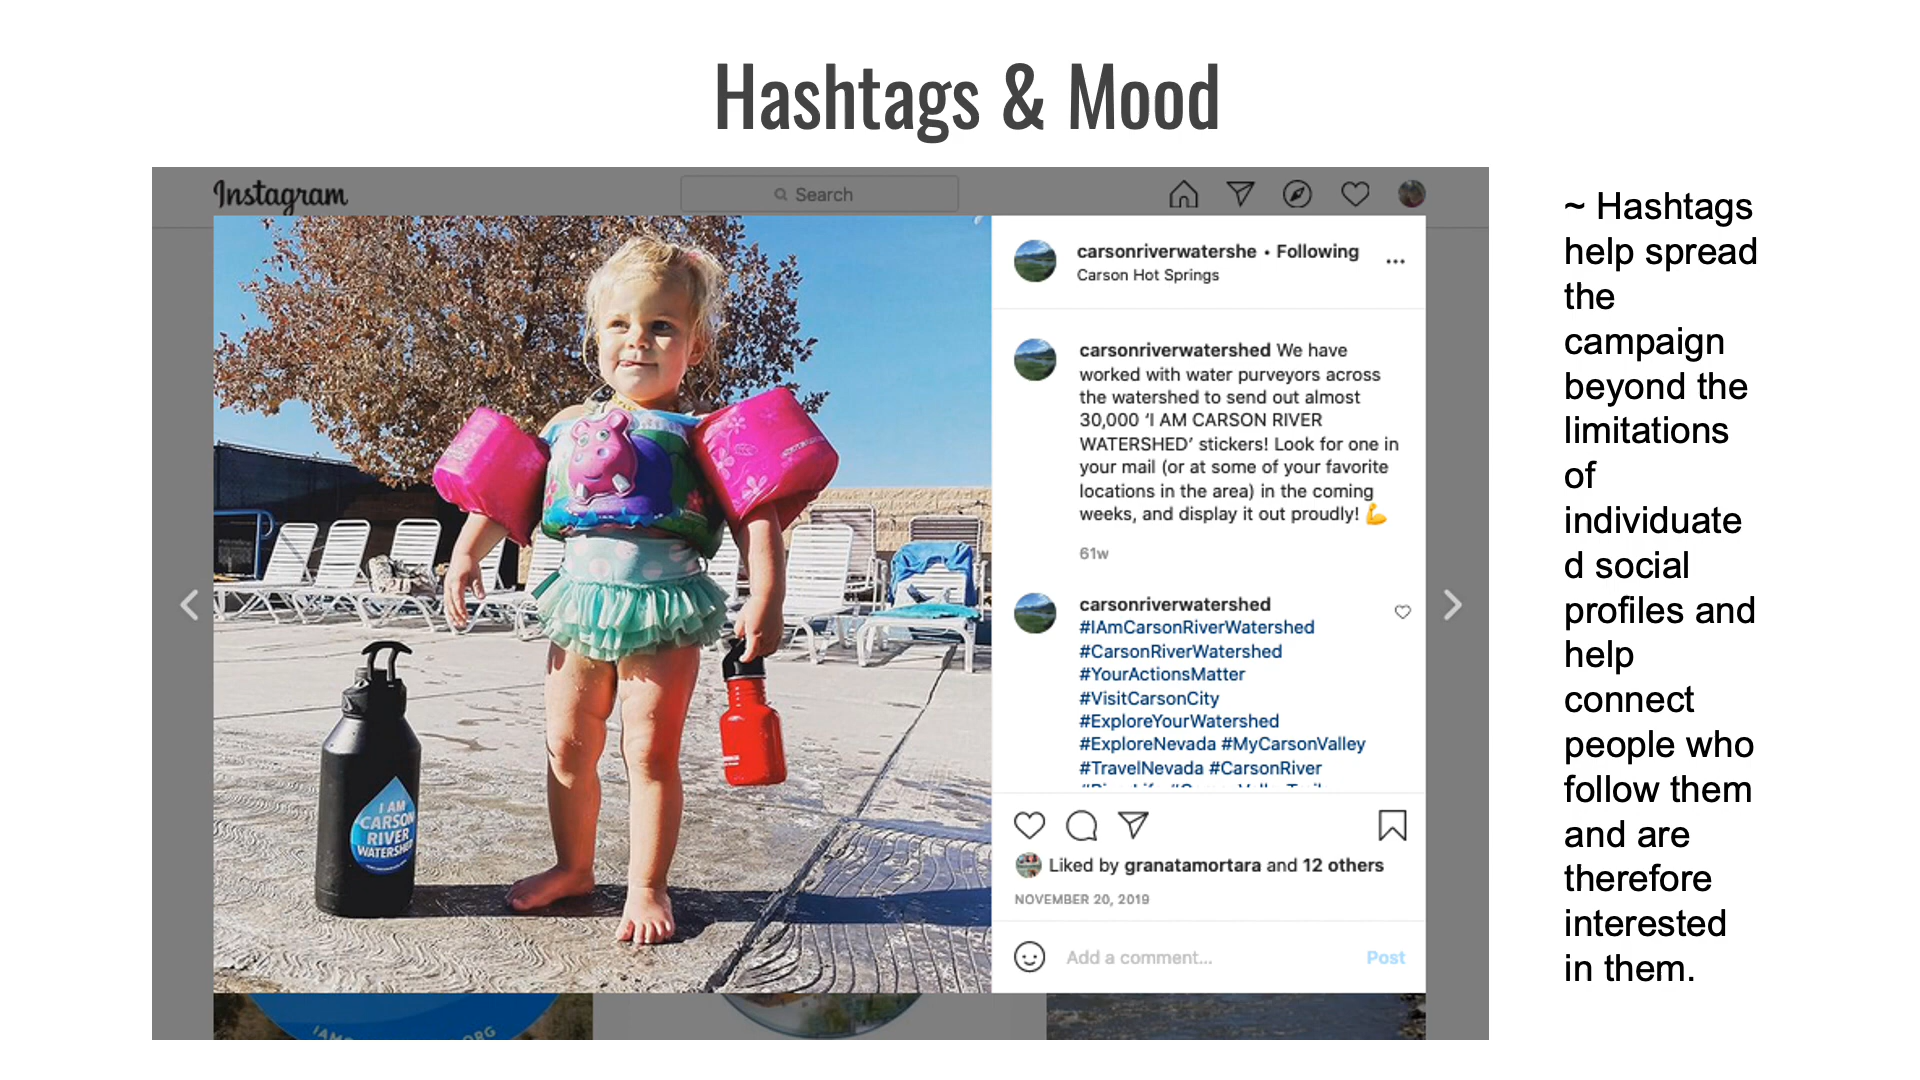 Hashtags & Mood
Instagram
Search
carsonriverwatershe • Following
Carson Hot Springs
carsonriverwatershed We have
worked with water purveyors across
the watershed to send out almost
30,000 ‘I AM CARSON RIVER
WATERSHED’ stickers! Look for one in
your mail (or at some of your favorite
locations in the area) in the coming
weeks, and display it out proudly! 💪
61w
carsonriverwatershed
#IAmCarsonRiverWatershed
#CarsonRiverWatershed
#YourActionsMatter
#VisitCarsonCity
#ExploreYourWatershed
#ExploreNevada #MyCarsonValley
#TravelNevada #CarsonRiver
Liked by granatamortara and 12 others
NOVEMBER 20, 2019
Add a comment... Post
I AM
CARSON
RIVER
WATERSHED
~ Hashtags
help spread
the
campaign
beyond the
limitations
of
individuate
d social
profiles and
help
connect
people who
follow them
and are
therefore
interested
in them.